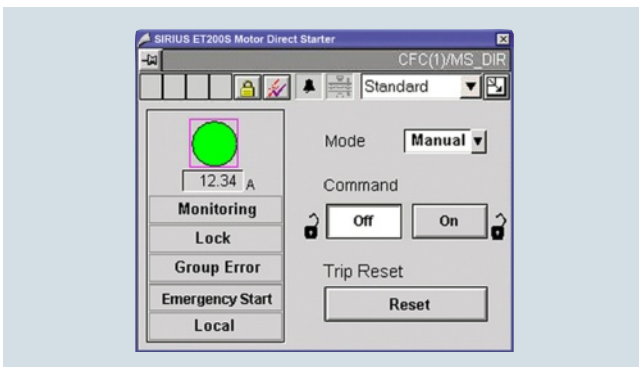 SIRIUS ET200S Motor Direct Starter
CFC(1)/MS_DIR
Standard
12.34 A
Monitoring
Lock
Group Error
Emergency Start
Local
Mode Manual
Command
Off On
Trip Reset
Reset